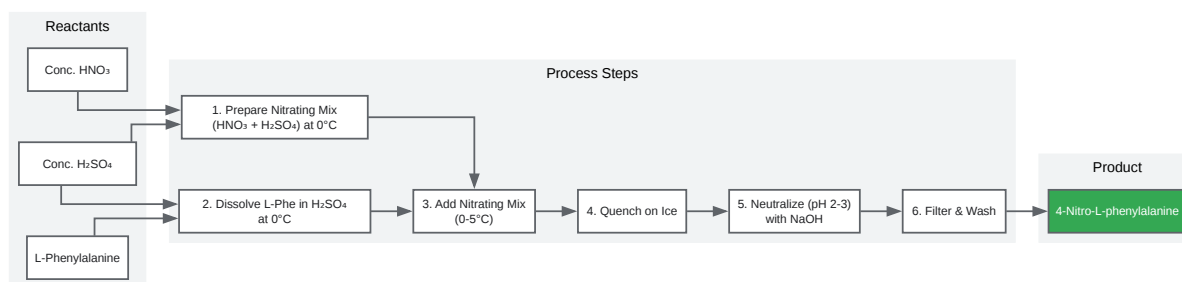 Reactants
Conc. HNO₃
Process Steps
1. Prepare Nitrating Mix
(HNO₃ + H₂SO₄) at 0°C
Conc. H₂SO₄
Product
2. Dissolve L-Phe in H₂SO₄
at 0°C
3. Add Nitrating Mix
(0-5°C)
4. Quench on Ice
5. Neutralize (pH 2-3)
with NaOH
6. Filter & Wash
4-Nitro-L-phenylalanine
L-Phenylalanine